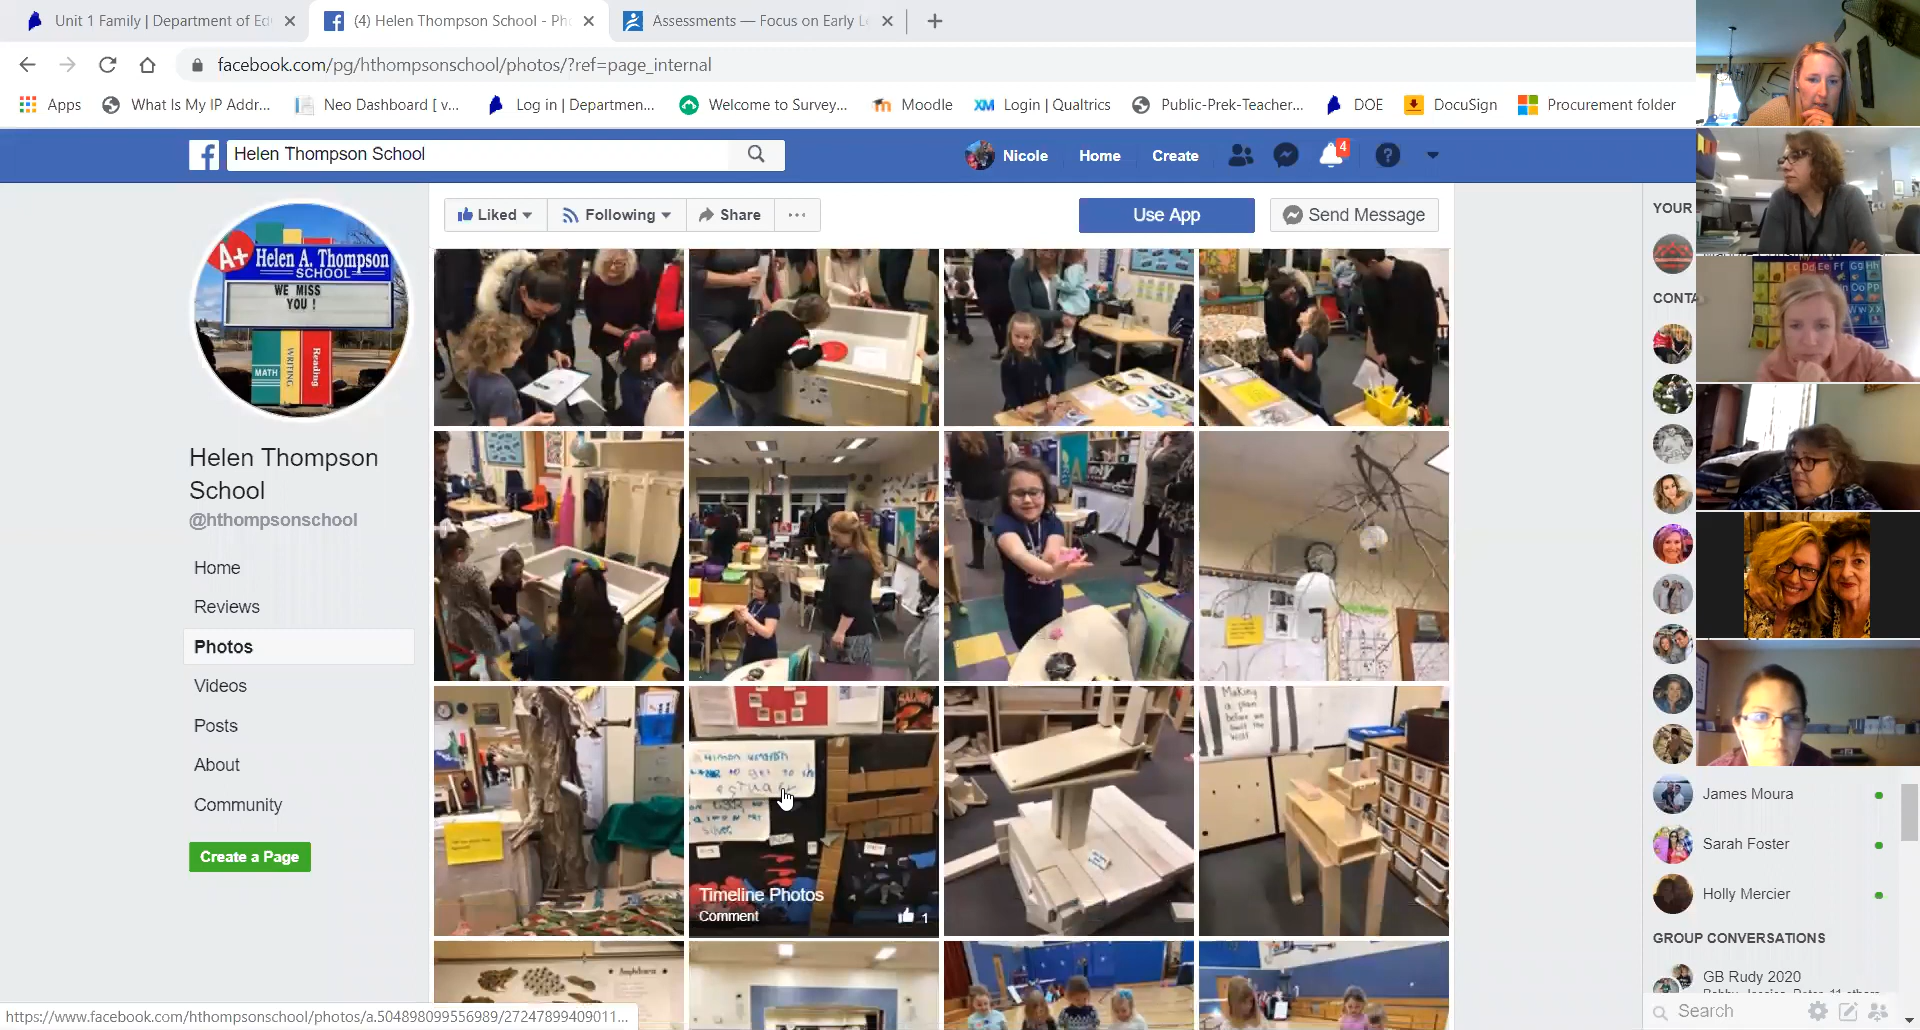 Unit 1 Family | Department of Ed
(4) Helen Thompson School - Ph
Assessments — Focus on Early L
facebook.com/pg/hthompsonschool/photos/?ref=page_internal
Apps
What Is My IP Addr...
Neo Dashboard [ v...
Log in | Departmen...
Welcome to Survey...
Moodle
Login | Qualtrics
Public-Prek-Teacher...
DOE
DocuSign
Procurement folder
Helen Thompson School
Nicole
Home
Create
4
Liked
Following
Share
Use App
Send Message
A+
Helen A. Thompson
SCHOOL
WE MISS
YOU !
MATH
WRITING
Reading
Helen Thompson
School
@hthompsonschool
Home
Reviews
Photos
Videos
Posts
About
Community
Create a Page
Making
a plan
before we
Timeline Photos
Comment
1
YOUR
CONTA
James Moura
Sarah Foster
Holly Mercier
GROUP CONVERSATIONS
GB Rudy 2020
Search
https://www.facebook.com/hthompsonschool/photos/a.504898099556989/27247899409011...